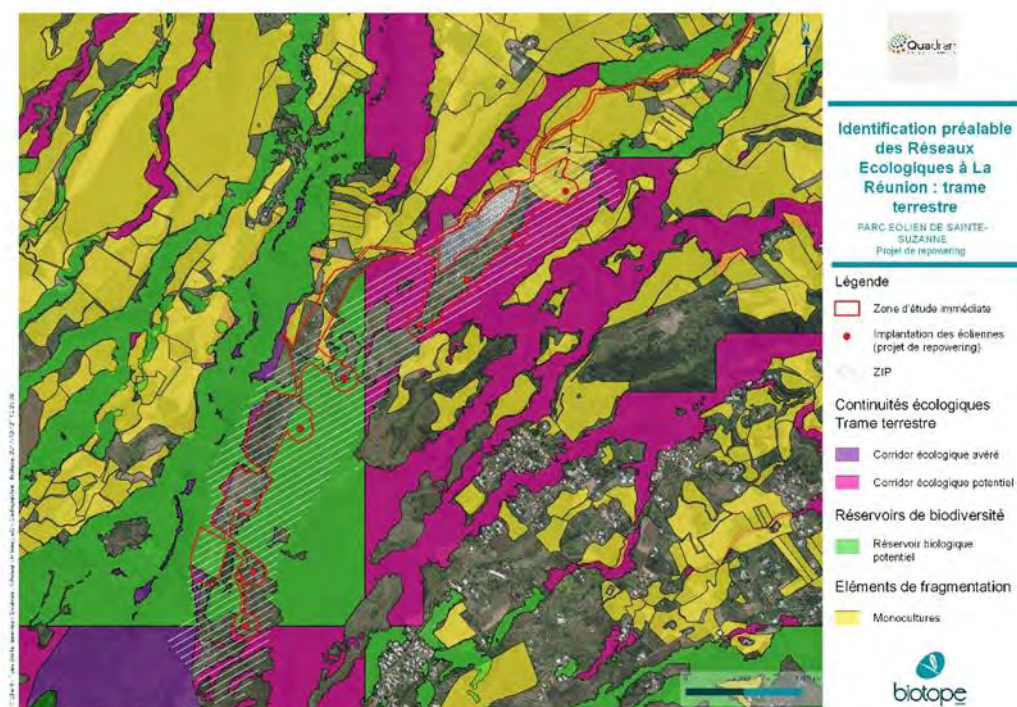 N
Quadran
Identification préalable
des Réseaux
Ecologiques à La
Réunion : trame
terrestre
PARC EOLIEN DE SAINTE-
SUZANNE
Projet de repowering
Légende
Zone d'étude immédiate
Implantation des éoliennes
(projet de repowering)
ZIP
Continuités écologiques
Trame terrestre
Corridor écologique avéré
Corridor écologique potentiel
Réservoirs de biodiversité
Réservoir biologique
potentiel
Eléments de fragmentation
Monocultures
biotope